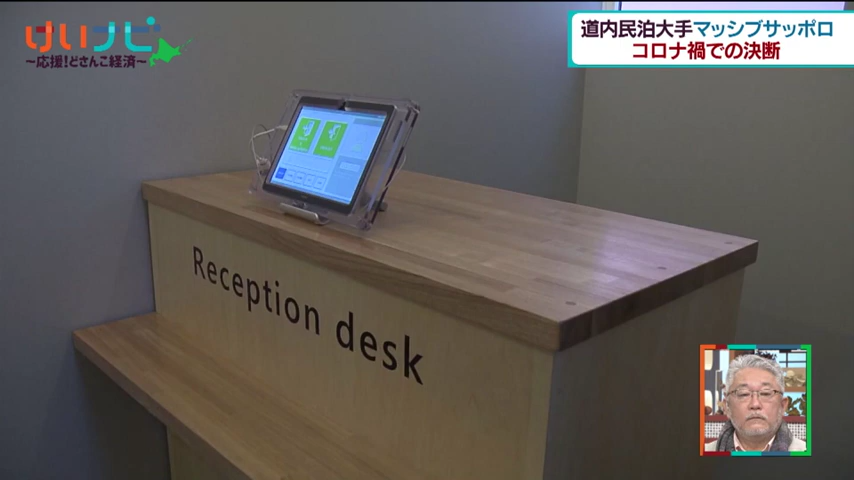 けいナビ
～応援!どさんこ経済～
道内民泊大手マッシブサッポロ
コロナ禍での決断
Reception desk